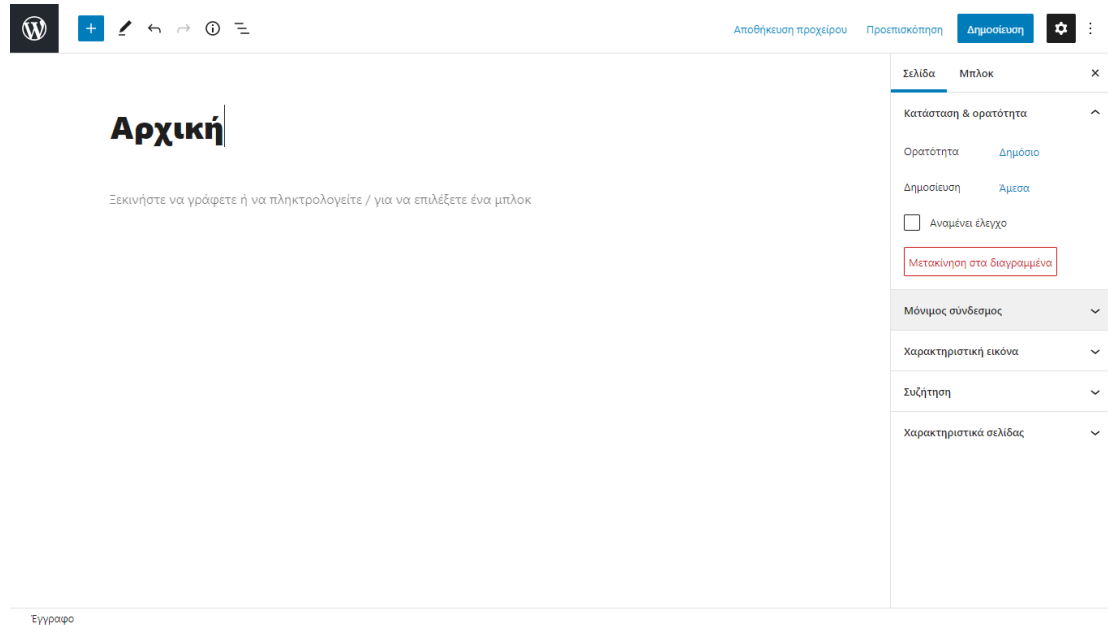 Αποθήκευση προχείρου Προεπισκόπηση Δημοσίευση
Σελίδα Μπλοκ
Αρχική
Ξεκινήστε να γράφετε ή να πληκτρολογείτε / για να επιλέξετε ένα μπλοκ
Κατάσταση & ορατότητα
Ορατότητα Δημόσιο
Δημοσίευση Άμεσα
Αναμένει έλεγχο
Μετακίνηση στα διαγραμμένα
Μόνιμος σύνδεσμος
Χαρακτηριστική εικόνα
Συζήτηση
Χαρακτηριστικά σελίδας
Έγγραφο